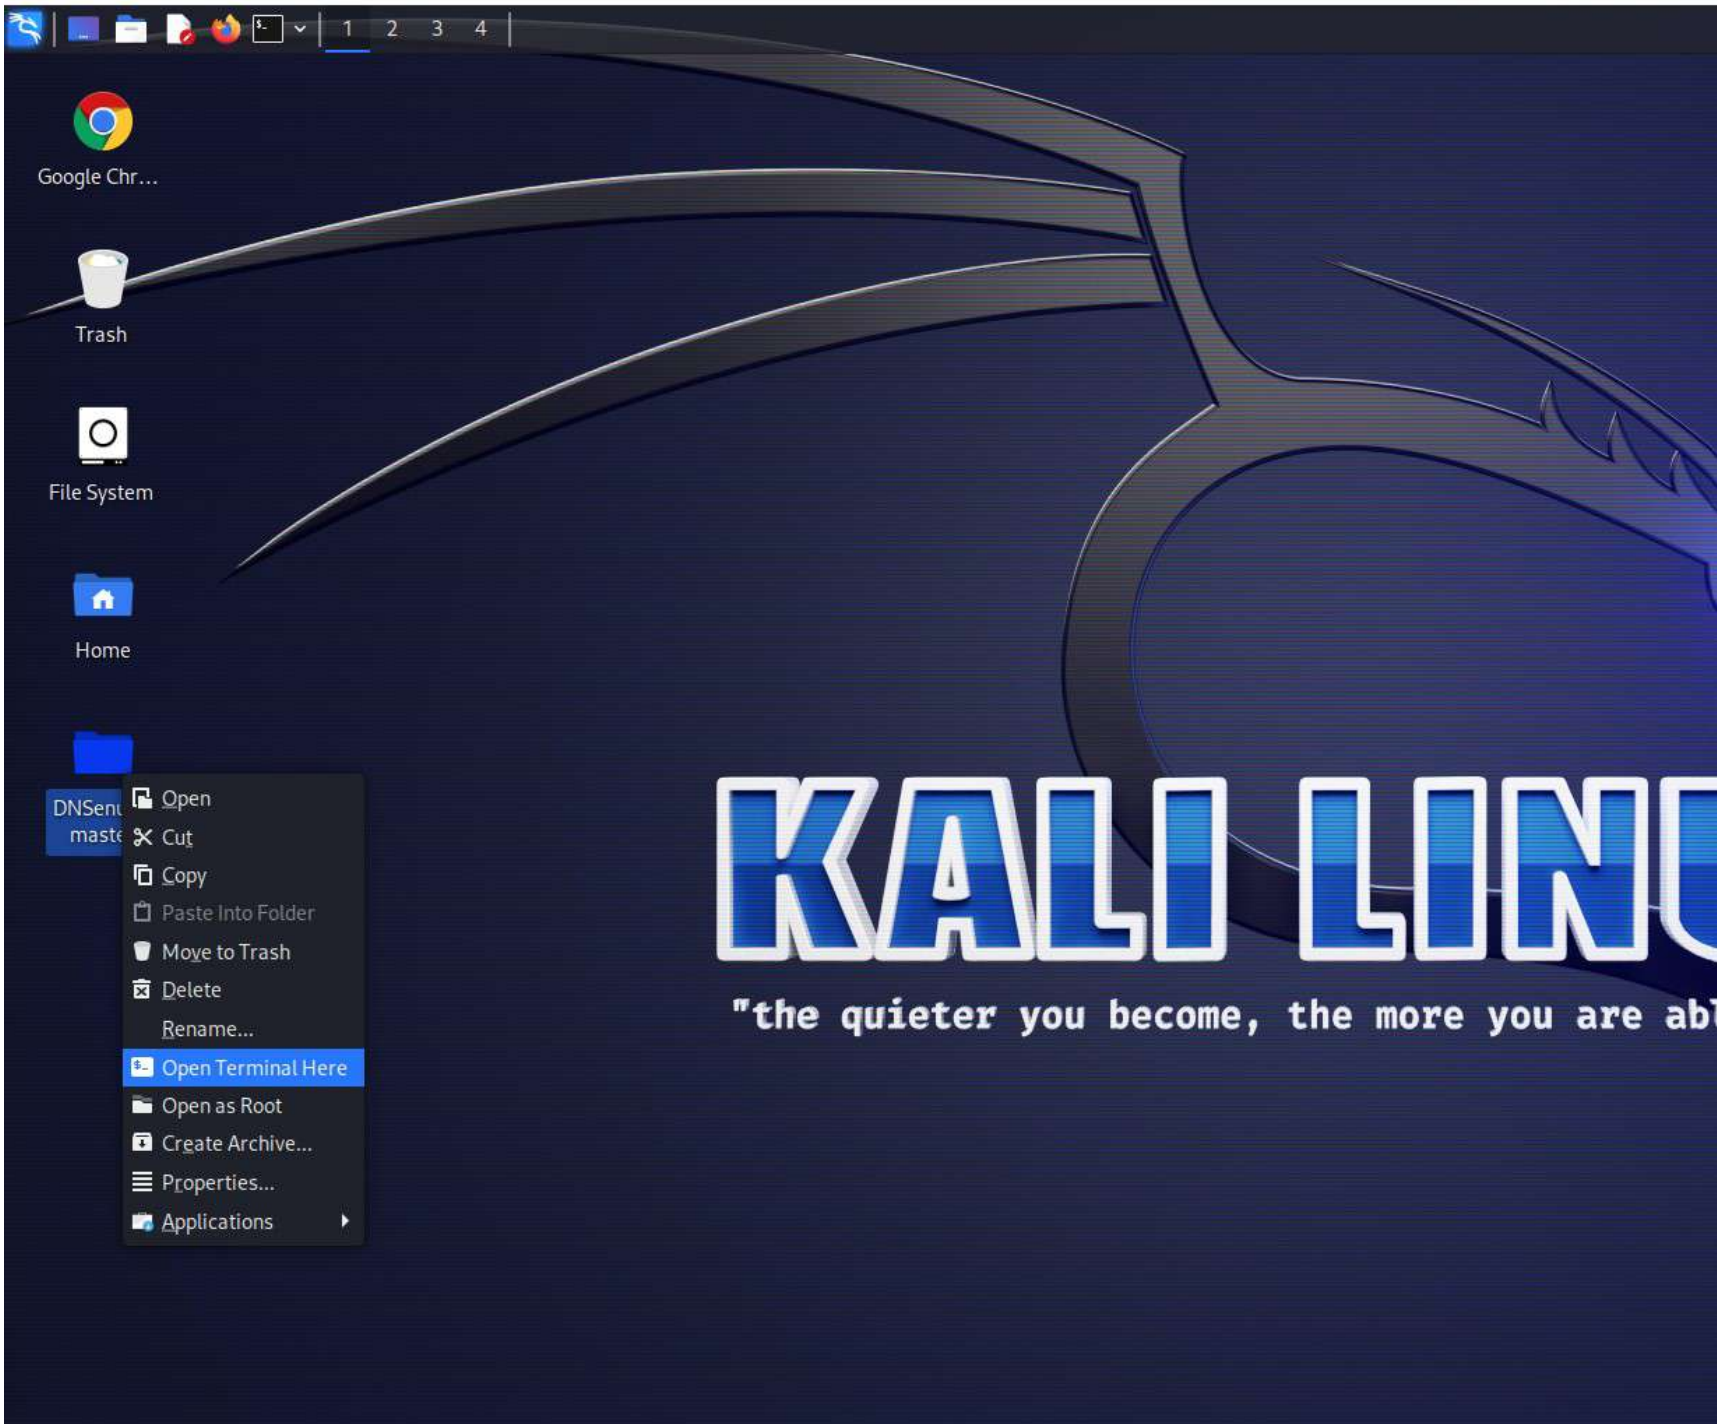 1 2 3 4
Google Chr...
Trash
File System
Home
DNSenu
maste
Open
Cut
Copy
Paste Into Folder
Move to Trash
Delete
Rename...
Open Terminal Here
Open as Root
Create Archive...
Properties...
Applications
KALI LINU
"the quieter you become, the more you are abl